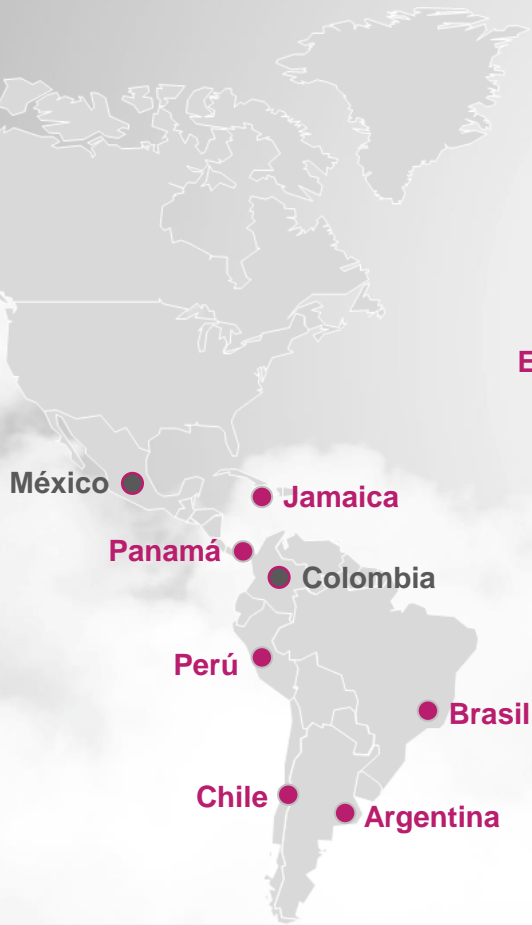 E
México
Jamaica
Panamá
Colombia
Perú
Brasil
Chile
Argentina